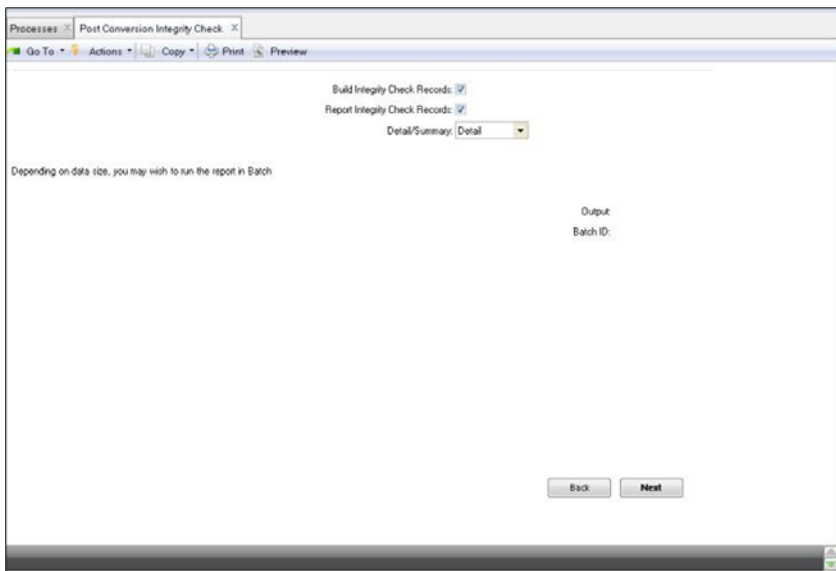 Processes
Post Conversion Integrity Check
Go To Actions Copy Print Preview
Build Integrity Check Records:
Report Integrity Check Records:
Detail/Summary: Detail
Depending on data size, you may wish to run the report in Batch
Output:
Batch ID:
Back Next